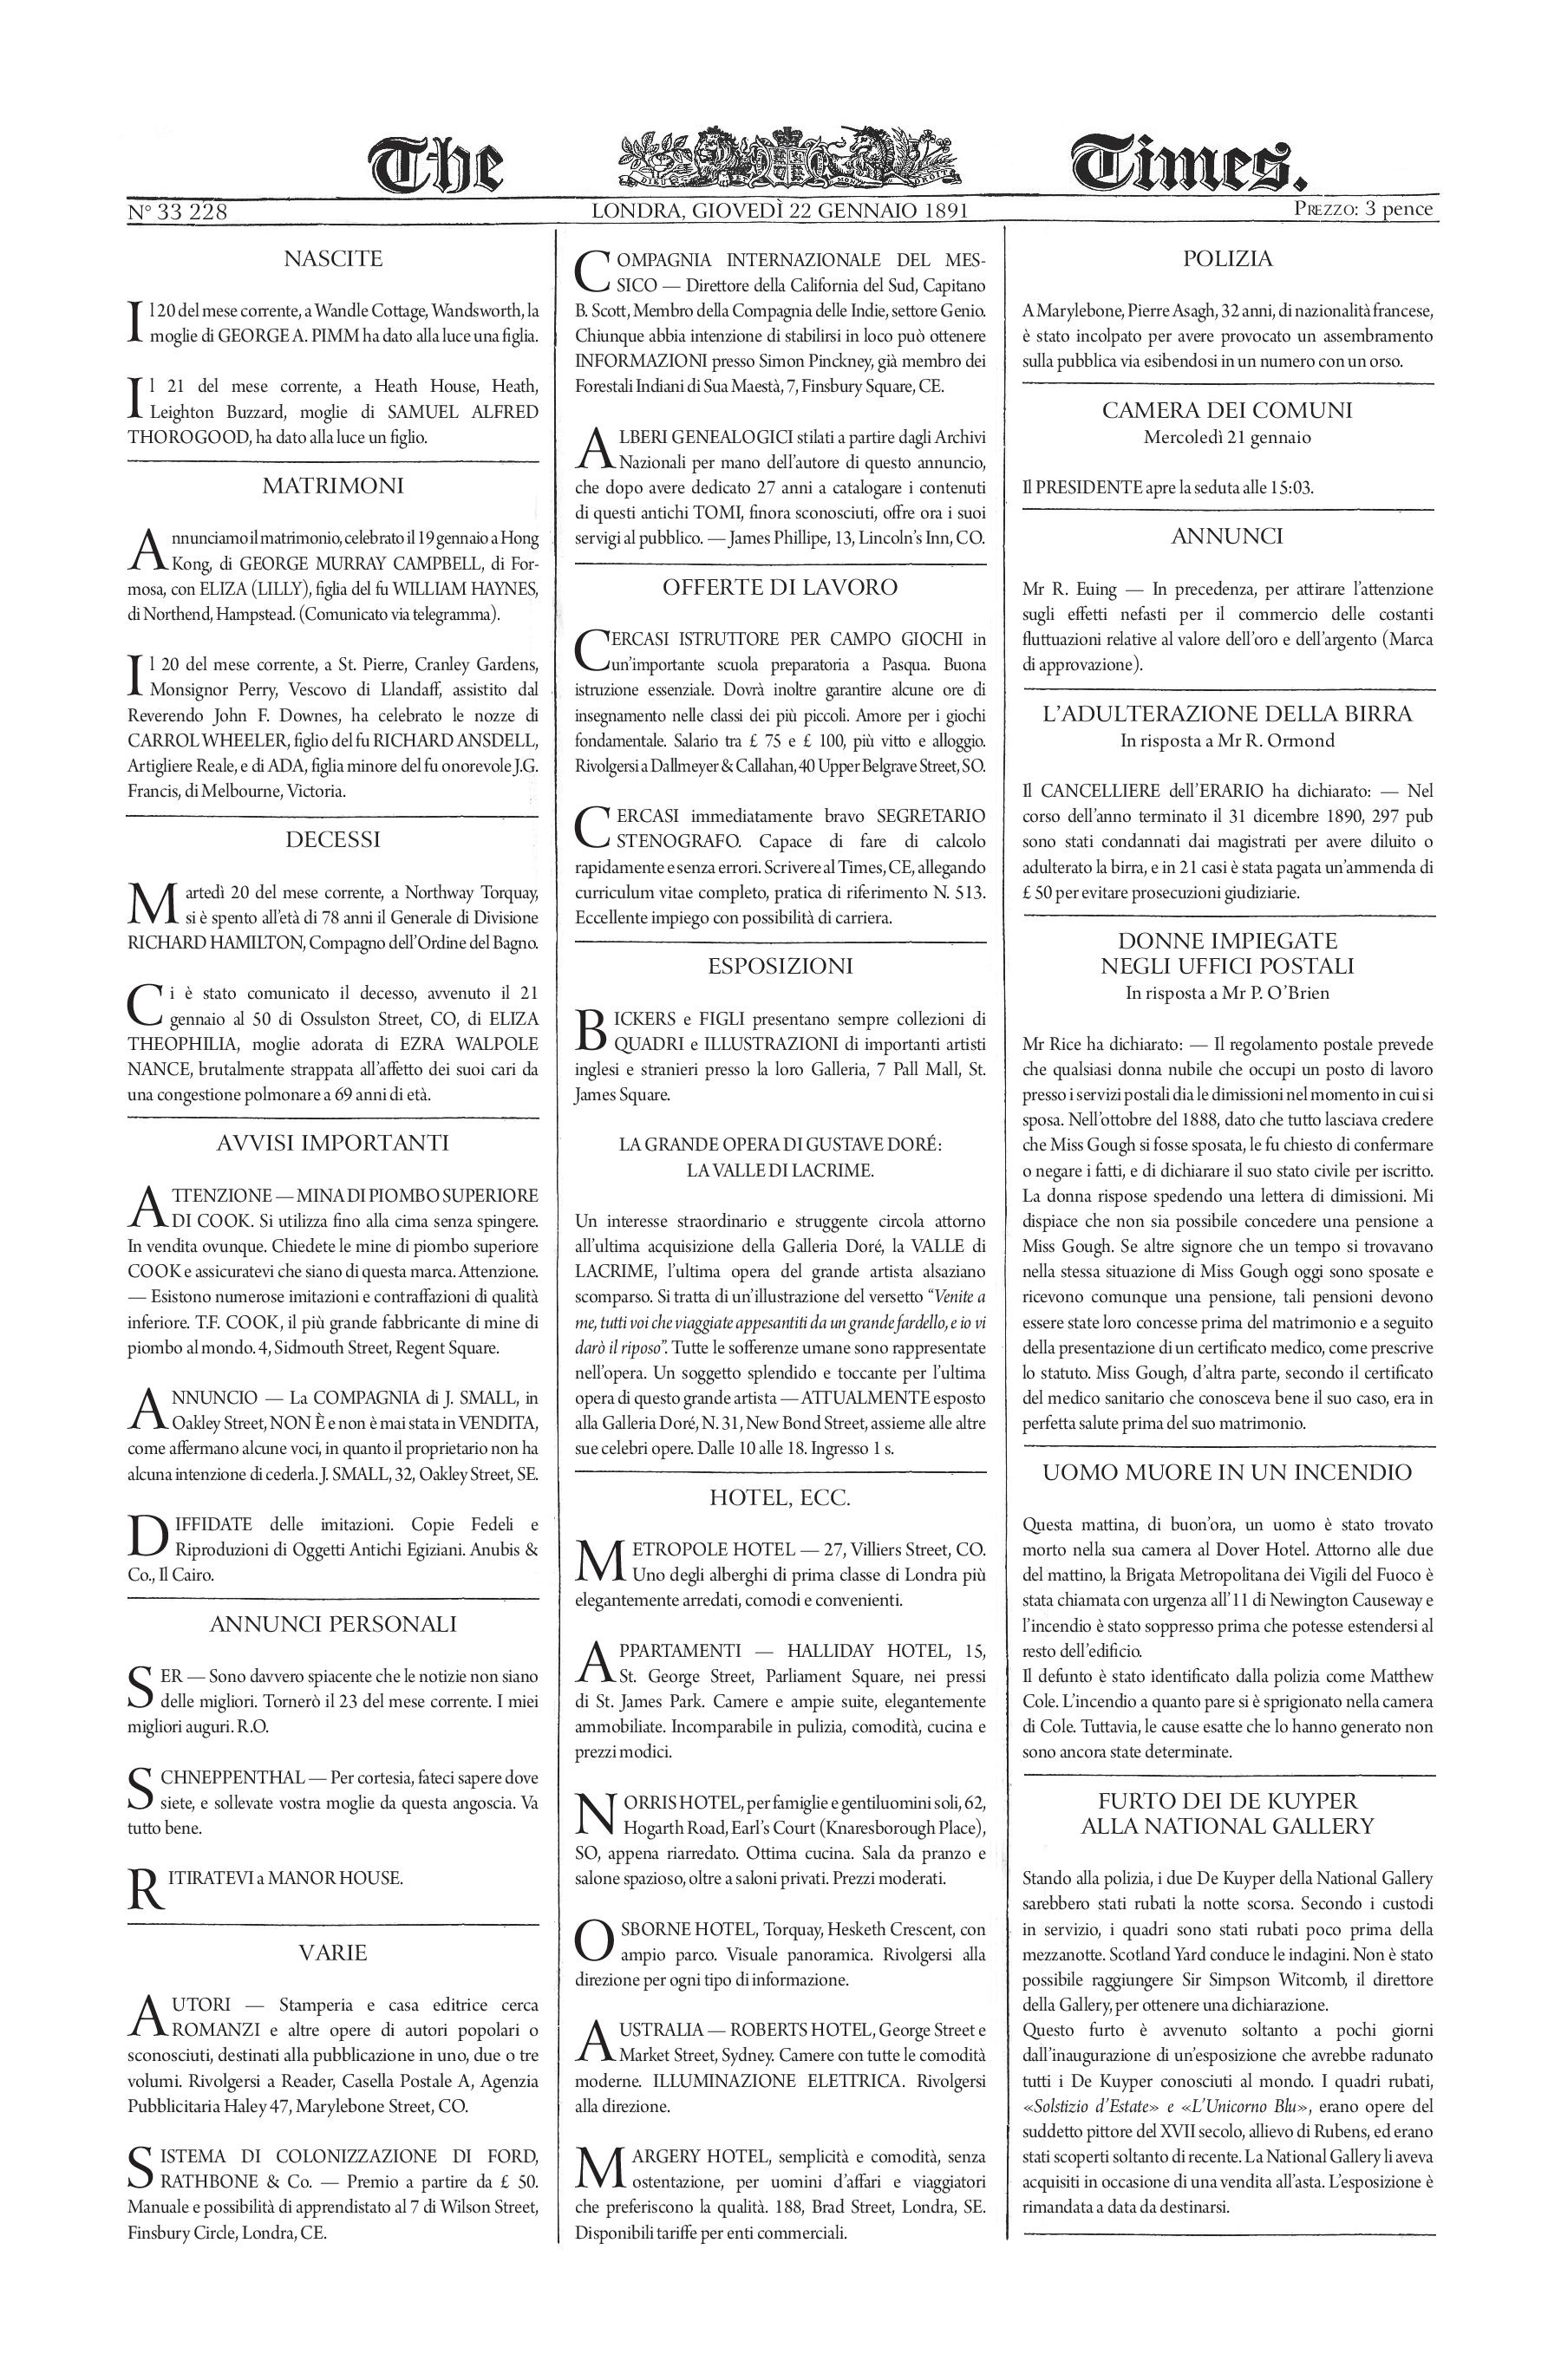 The Times.
DIEU ET MON DROIT
N° 33 228
LONDRA, GIOVEDÌ 22 GENNAIO 1891
PREZZO: 3 pence
NASCITE
Il 20 del mese corrente, a Wandle Cottage, Wandsworth, la
moglie di GEORGE A. PIMM ha dato alla luce una figlia.
Il 21 del mese corrente, a Heath House, Heath,
Leighton Buzzard, moglie di SAMUEL ALFRED
THOROGOOD, ha dato alla luce un figlio.
MATRIMONI
Annunciamo il matrimonio, celebrato il 19 gennaio a Hong
Kong, di GEORGE MURRAY CAMPBELL, di For-
mosa, con ELIZA (LILLY), figlia del fu WILLIAM HAYNES,
di Northend, Hampstead. (Comunicato via telegramma).
Il 20 del mese corrente, a St. Pierre, Cranley Gardens,
Monsignor Perry, Vescovo di Llandaff, assistito dal
Reverendo John F. Downes, ha celebrato le nozze di
CARROL WHEELER, figlio del fu RICHARD ANSDELL,
Artigliere Reale, e di ADA, figlia minore del fu onorevole J.G.
Francis, di Melbourne, Victoria.
DECESSI
Martedì 20 del mese corrente, a Northway Torquay,
si è spento all'età di 78 anni il Generale di Divisione
RICHARD HAMILTON, Compagno dell'Ordine del Bagno.
Ci è stato comunicato il decesso, avvenuto il 21
gennaio al 50 di Ossulston Street, CO, di ELIZA
THEOPHILIA, moglie adorata di EZRA WALPOLE
NANCE, brutalmente strappata all'affetto dei suoi cari da
una congestione polmonare a 69 anni di età.
AVVISI IMPORTANTI
ATTENZIONE — MINA DI PIOMBO SUPERIORE
DI COOK. Si utilizza fino alla cima senza spingere.
In vendita ovunque. Chiedete le mine di piombo superiore
COOK e assicuratevi che siano di questa marca. Attenzione.
— Esistono numerose imitazioni e contraffazioni di qualità
inferiore. T.F. COOK, il più grande fabbricante di mine di
piombo al mondo. 4, Sidmouth Street, Regent Square.
ANNUNCIO — La COMPAGNIA di J. SMALL, in
Oakley Street, NON È e non è mai stata in VENDITA,
come affermano alcune voci, in quanto il proprietario non ha
alcuna intenzione di cederla. J. SMALL, 32, Oakley Street, SE.
DIFFIDATE delle imitazioni. Copie Fedeli e
Riproduzioni di Oggetti Antichi Egiziani. Anubis &
Co., Il Cairo.
ANNUNCI PERSONALI
SER — Sono davvero spiacente che le notizie non siano
delle migliori. Tornerò il 23 del mese corrente. I miei
migliori auguri. R.O.
SCHNEPPENTHAL — Per cortesia, fateci sapere dove
siete, e sollevate vostra moglie da questa angoscia. Va
tutto bene.
RITIRATEVI a MANOR HOUSE.
VARIE
AUTORI — Stamperia e casa editrice cerca
ROMANZI e altre opere di autori popolari o
sconosciuti, destinati alla pubblicazione in uno, due o tre
volumi. Rivolgersi a Reader, Casella Postale A, Agenzia
Pubblicitaria Haley 47, Marylebone Street, CO.
SISTEMA DI COLONIZZAZIONE DI FORD,
RATHBONE & Co. — Premio a partire da £ 50.
Manuale e possibilità di apprendistato al 7 di Wilson Street,
Finsbury Circle, Londra, CE.
COMPAGNIA INTERNAZIONALE DEL MES-
SICO — Direttore della California del Sud, Capitano
B. Scott, Membro della Compagnia delle Indie, settore Genio.
Chiunque abbia intenzione di stabilirsi in loco può ottenere
INFORMAZIONI presso Simon Pinckney, già membro dei
Forestali Indiani di Sua Maestà, 7, Finsbury Square, CE.
ALBERI GENEALOGICI stilati a partire dagli Archivi
Nazionali per mano dell'autore di questo annuncio,
che dopo avere dedicato 27 anni a catalogare i contenuti
di questi antichi TOMI, finora sconosciuti, offre ora i suoi
servigi al pubblico. — James Phillipe, 13, Lincoln's Inn, CO.
OFFERTE DI LAVORO
CERCASI ISTRUTTORE PER CAMPO GIOCHI in
un'importante scuola preparatoria a Pasqua. Buona
istruzione essenziale. Dovrà inoltre garantire alcune ore di
insegnamento nelle classi dei più piccoli. Amore per i giochi
fondamentale. Salario tra £ 75 e £ 100, più vitto e alloggio.
Rivolgersi a Dallmeyer & Callahan, 40 Upper Belgrave Street, SO.
CERCASI immediatamente bravo SEGRETARIO
STENOGRAFO. Capace di fare di calcolo
rapidamente e senza errori. Scrivere al Times, CE, allegando
curriculum vitae completo, pratica di riferimento N. 513.
Eccellente impiego con possibilità di carriera.
ESPOSIZIONI
BICKERS e FIGLI presentano sempre collezioni di
QUADRI e ILLUSTRAZIONI di importanti artisti
inglesi e stranieri presso la loro Galleria, 7 Pall Mall, St.
James Square.
LA GRANDE OPERA DI GUSTAVE DORÉ:
LA VALLE DI LACRIME.
Un interesse straordinario e struggente circola attorno
all'ultima acquisizione della Galleria Doré, la VALLE di
LACRIME, l'ultima opera del grande artista alsaziano
scomparso. Si tratta di un'illustrazione del versetto “Venite a
me, tutti voi che viaggiate appesantiti da un grande fardello, e io vi
darò il riposo”. Tutte le sofferenze umane sono rappresentate
nell'opera. Un soggetto splendido e toccante per l'ultima
opera di questo grande artista — ATTUALMENTE esposto
alla Galleria Doré, N. 31, New Bond Street, assieme alle altre
sue celebri opere. Dalle 10 alle 18. Ingresso 1 s.
HOTEL, ECC.
METROPOLE HOTEL — 27, Villiers Street, CO.
Uno degli alberghi di prima classe di Londra più
elegantemente arredati, comodi e convenienti.
APPARTAMENTI — HALLIDAY HOTEL, 15,
St. George Street, Parliament Square, nei pressi
di St. James Park. Camere e ampie suite, elegantemente
ammobiliate. Incomparabile in pulizia, comodità, cucina e
prezzi modici.
NORRIS HOTEL, per famiglie e gentiluomini soli, 62,
Hogarth Road, Earl's Court (Knaresborough Place),
SO, appena riarredato. Ottima cucina. Sala da pranzo e
salone spazioso, oltre a saloni privati. Prezzi moderati.
OSBORNE HOTEL, Torquay, Hesketh Crescent, con
ampio parco. Visuale panoramica. Rivolgersi alla
direzione per ogni tipo di informazione.
AUSTRALIA — ROBERTS HOTEL, George Street e
Market Street, Sydney. Camere con tutte le comodità
moderne. ILLUMINAZIONE ELETTRICA. Rivolgersi
alla direzione.
MARGERY HOTEL, semplicità e comodità, senza
ostentazione, per uomini d'affari e viaggiatori
che preferiscono la qualità. 188, Brad Street, Londra, SE.
Disponibili tariffe per enti commerciali.
POLIZIA
A Marylebone, Pierre Asagh, 32 anni, di nazionalità francese,
è stato incolpato per avere provocato un assembramento
sulla pubblica via esibendosi in un numero con un orso.
CAMERA DEI COMUNI
Mercoledì 21 gennaio
Il PRESIDENTE apre la seduta alle 15:03.
ANNUNCI
Mr R. Euing — In precedenza, per attirare l'attenzione
sugli effetti nefasti per il commercio delle costanti
fluttuazioni relative al valore dell'oro e dell'argento (Marca
di approvazione).
L'ADULTERAZIONE DELLA BIRRA
In risposta a Mr R. Ormond
Il CANCELLIERE dell'ERARIO ha dichiarato: — Nel
corso dell'anno terminato il 31 dicembre 1890, 297 pub
sono stati condannati dai magistrati per avere diluito o
adulterato la birra, e in 21 casi è stata pagata un'ammenda di
£ 50 per evitare prosecuzioni giudiziarie.
DONNE IMPIEGATE
NEGLI UFFICI POSTALI
In risposta a Mr P. O'Brien
Mr Rice ha dichiarato: — Il regolamento postale prevede
che qualsiasi donna nubile che occupi un posto di lavoro
presso i servizi postali dia le dimissioni nel momento in cui si
sposa. Nell'ottobre del 1888, dato che tutto lasciava credere
che Miss Gough si fosse sposata, le fu chiesto di confermare
o negare i fatti, e di dichiarare il suo stato civile per iscritto.
La donna rispose spedendo una lettera di dimissioni. Mi
dispiace che non sia possibile concedere una pensione a
Miss Gough. Se altre signore che un tempo si trovavano
nella stessa situazione di Miss Gough oggi sono sposate e
ricevono comunque una pensione, tali pensioni devono
essere state loro concesse prima del matrimonio e a seguito
della presentazione di un certificato medico, come prescrive
lo statuto. Miss Gough, d'altra parte, secondo il certificato
del medico sanitario che conosceva bene il suo caso, era in
perfetta salute prima del suo matrimonio.
UOMO MUORE IN UN INCENDIO
Questa mattina, di buon'ora, un uomo è stato trovato
morto nella sua camera al Dover Hotel. Attorno alle due
del mattino, la Brigata Metropolitana dei Vigili del Fuoco è
stata chiamata con urgenza all'11 di Newington Causeway e
l'incendio è stato soppresso prima che potesse estendersi al
resto dell'edificio.
Il defunto è stato identificato dalla polizia come Matthew
Cole. L'incendio a quanto pare si è sprigionato nella camera
di Cole. Tuttavia, le cause esatte che lo hanno generato non
sono ancora state determinate.
FURTO DEI DE KUYPER
ALLA NATIONAL GALLERY
Stando alla polizia, i due De Kuyper della National Gallery
sarebbero stati rubati la notte scorsa. Secondo i custodi
in servizio, i quadri sono stati rubati poco prima della
mezzanotte. Scotland Yard conduce le indagini. Non è stato
possibile raggiungere Sir Simpson Witcomb, il direttore
della Gallery, per ottenere una dichiarazione.
Questo furto è avvenuto soltanto a pochi giorni
dall'inaugurazione di un'esposizione che avrebbe radunato
tutti i De Kuyper conosciuti al mondo. I quadri rubati,
«Solstizio d'Estate» e «L'Unicorno Blu», erano opere del
suddetto pittore del XVII secolo, allievo di Rubens, ed erano
stati scoperti soltanto di recente. La National Gallery li aveva
acquisiti in occasione di una vendita all'asta. L'esposizione è
rimandata a data da destinarsi.